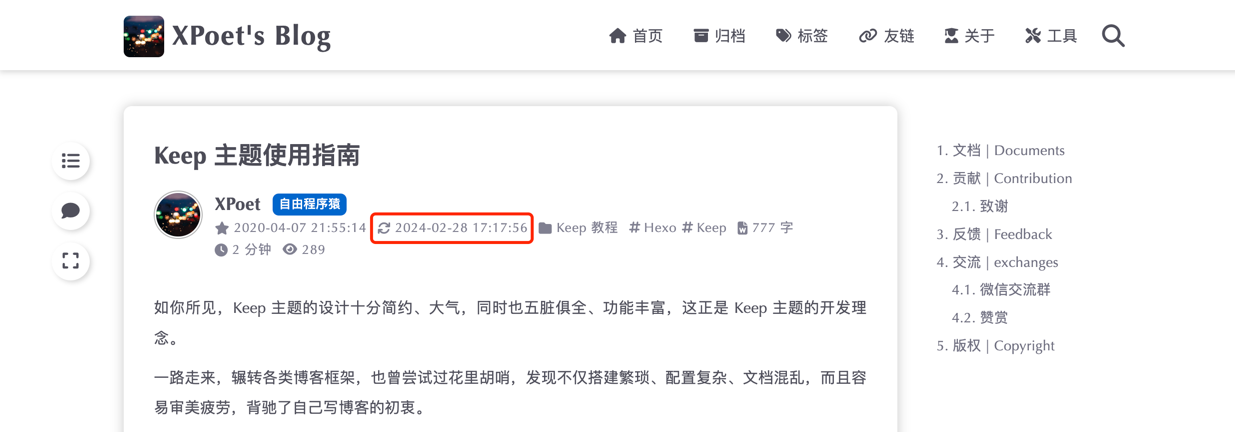 XPoet's Blog
首页 归档 标签 友链 关于 工具
Keep 主题使用指南
XPoet 自由程序猿
2020-04-07 21:55:14 2024-02-28 17:17:56 Keep 教程 # Hexo # Keep 777 字
2 分钟 289
如你所见，Keep 主题的设计十分简约、大气，同时也五脏俱全、功能丰富，这正是 Keep 主题的开发理
念。
一路走来，辗转各类博客框架，也曾尝试过花里胡哨，发现不仅搭建繁琐、配置复杂、文档混乱，而且容
易审美疲劳，背驰了自己写博客的初衷。
1. 文档 | Documents
2. 贡献 | Contribution
2.1. 致谢
3. 反馈 | Feedback
4. 交流 | exchanges
4.1. 微信交流群
4.2. 赞赏
5. 版权 | Copyright